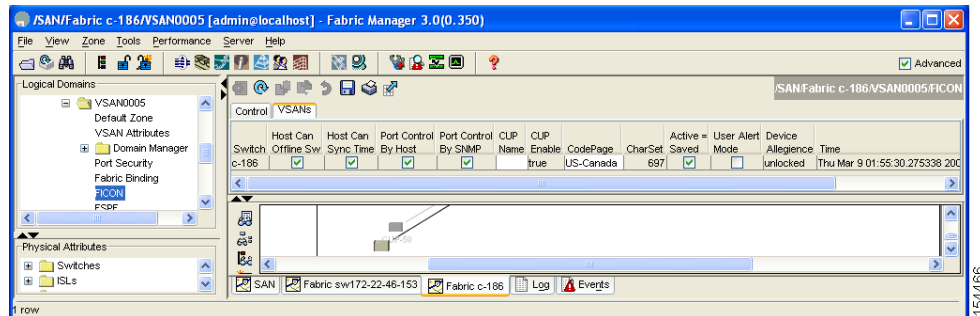 /SAN/Fabric c-186/VSAN0005 [admin@localhost] - Fabric Manager 3.0(0.350)
File View Zone Tools Performance Server Help
Advanced
Logical Domains
/SAN/Fabric c-186/VSAN0005/FICON
VSAN0005
Default Zone
VSAN Attributes
Domain Manager
Port Security
Fabric Binding
FICON
FSPF
Control VSANs
Host Can Host Can Port Control Port Control CUP CUP Active = User Alert Device
Switch Offline Sw Sync Time By Host By SNMP Name Enable CodePage CharSet Saved Mode Allegience Time
c-186 true US-Canada 697 unlocked Thu Mar 9 01:55:30.275338 200
Physical Attributes
Switches
ISLs
SAN Fabric sw172-22-46-153 Fabric c-186 Log Events
1 row
154466